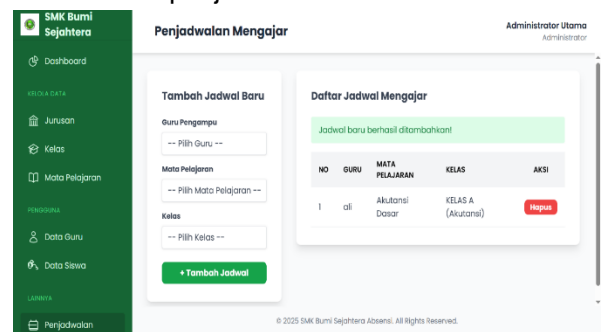 SMK Bumi
Sejahtera
Penjadwalan Mengajar
Administrator Utama
Administrator
Dashboard
KELOLA DATA
Jurusan
Kelas
Mata Pelajaran
PENGGUNA
Data Guru
Data Siswa
LAINNYA
Penjadwalan
Tambah Jadwal Baru
Guru Pengampu
-- Pilih Guru --
Mata Pelajaran
-- Pilih Mata Pelajaran --
Kelas
-- Pilih Kelas --
+ Tambah Jadwal
Daftar Jadwal Mengajar
Jadwal baru berhasil ditambahkan!
NO GURU MATA PELAJARAN KELAS AKSI
1 ali Akutansi Dasar KELAS A (Akutansi) Hapus
© 2025 SMK Bumi Sejahtera Absensi. All Rights Reserved.